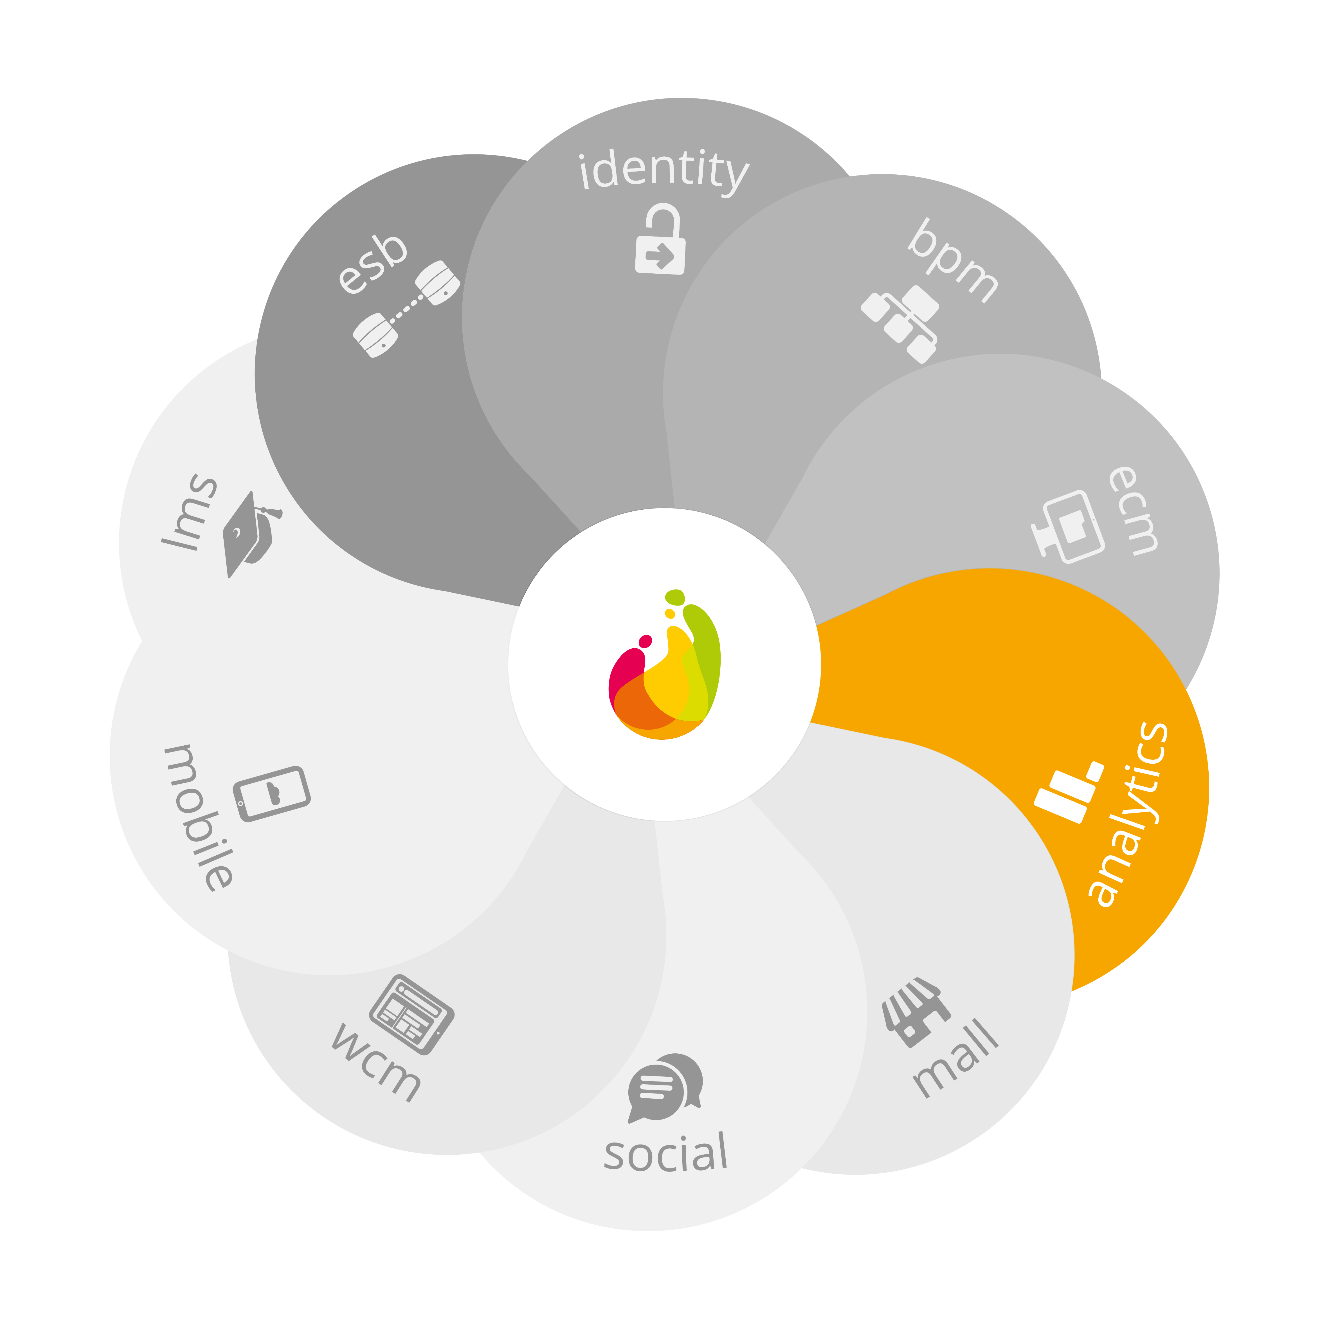 identity
bpm
ecm
analytics
mall
social
wcm
mobile
lms
esb